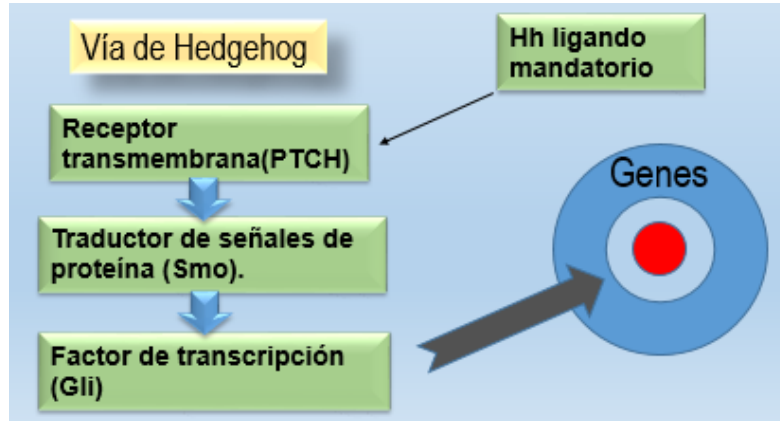 Vía de Hedgehog
Hh ligando
mandatorio
Receptor
transmembrana(PTCH)
Genes
Traductor de señales de
proteína (Smo).
Factor de transcripción
(Gli)